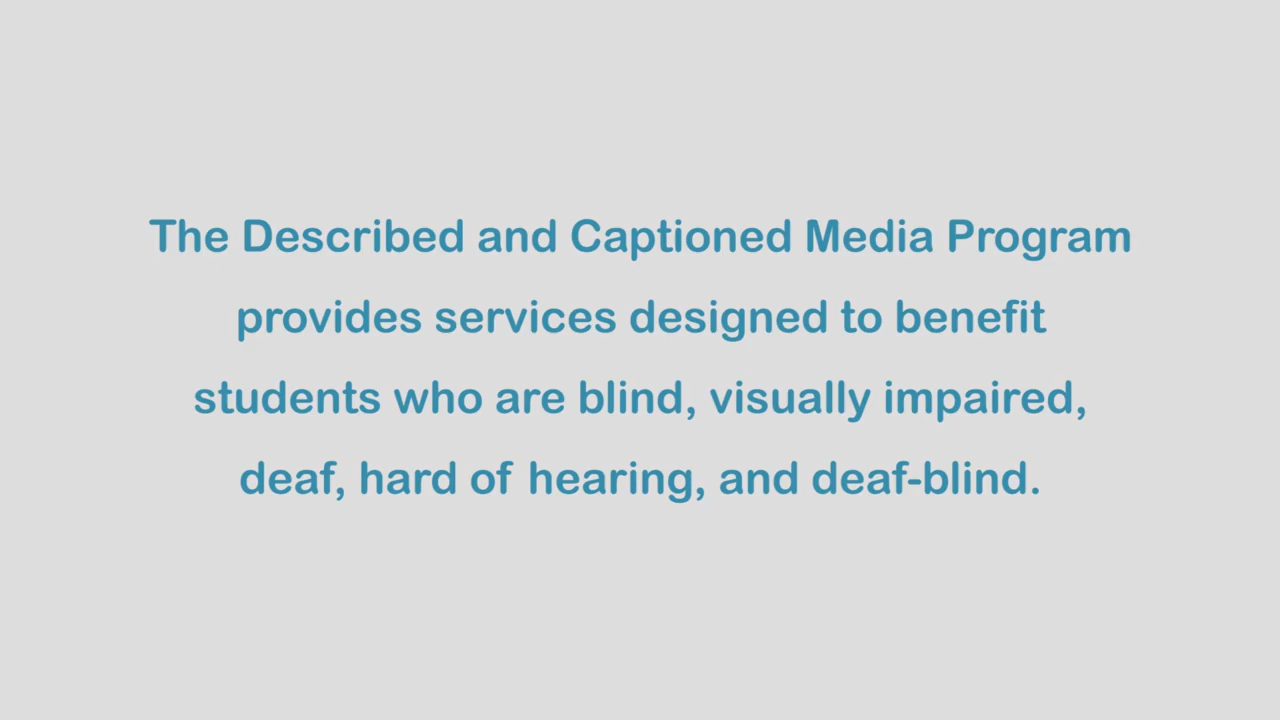 The Described and Captioned Media Program
provides services designed to benefit
students who are blind, visually impaired,
deaf, hard of hearing, and deaf-blind.